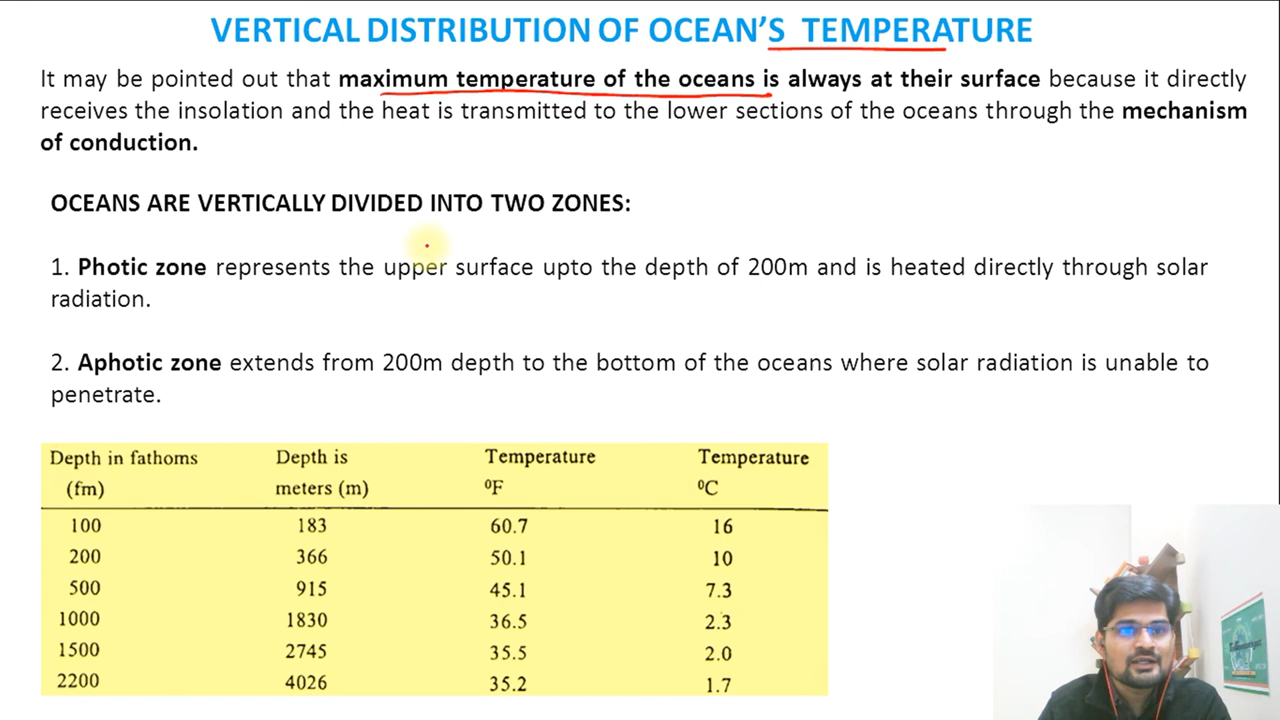 VERTICAL DISTRIBUTION OF OCEAN’S TEMPERATURE
It may be pointed out that maximum temperature of the oceans is always at their surface because it directly
receives the insolation and the heat is transmitted to the lower sections of the oceans through the mechanism
of conduction.
OCEANS ARE VERTICALLY DIVIDED INTO TWO ZONES:
1. Photic zone represents the upper surface upto the depth of 200m and is heated directly through solar
radiation.
2. Aphotic zone extends from 200m depth to the bottom of the oceans where solar radiation is unable to
penetrate.
Depth in fathoms Depth is Temperature Temperature
(fm) meters (m) ⁰F ⁰C
100 183 60.7 16
200 366 50.1 10
500 915 45.1 7.3
1000 1830 36.5 2.3
1500 2745 35.5 2.0
2200 4026 35.2 1.7